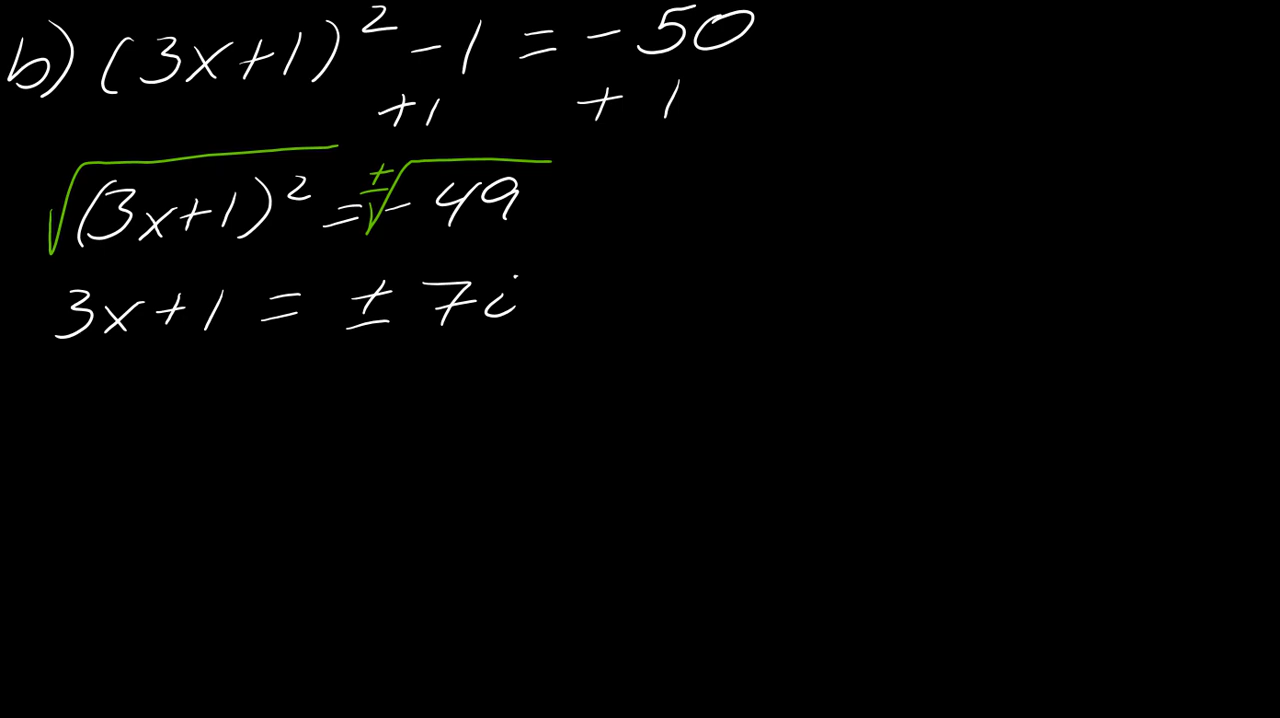 b) (3x+1)² - 1 = - 50
+1 + 1
√(3x+1)² = ±√- 49
3x+1 = ± 7i